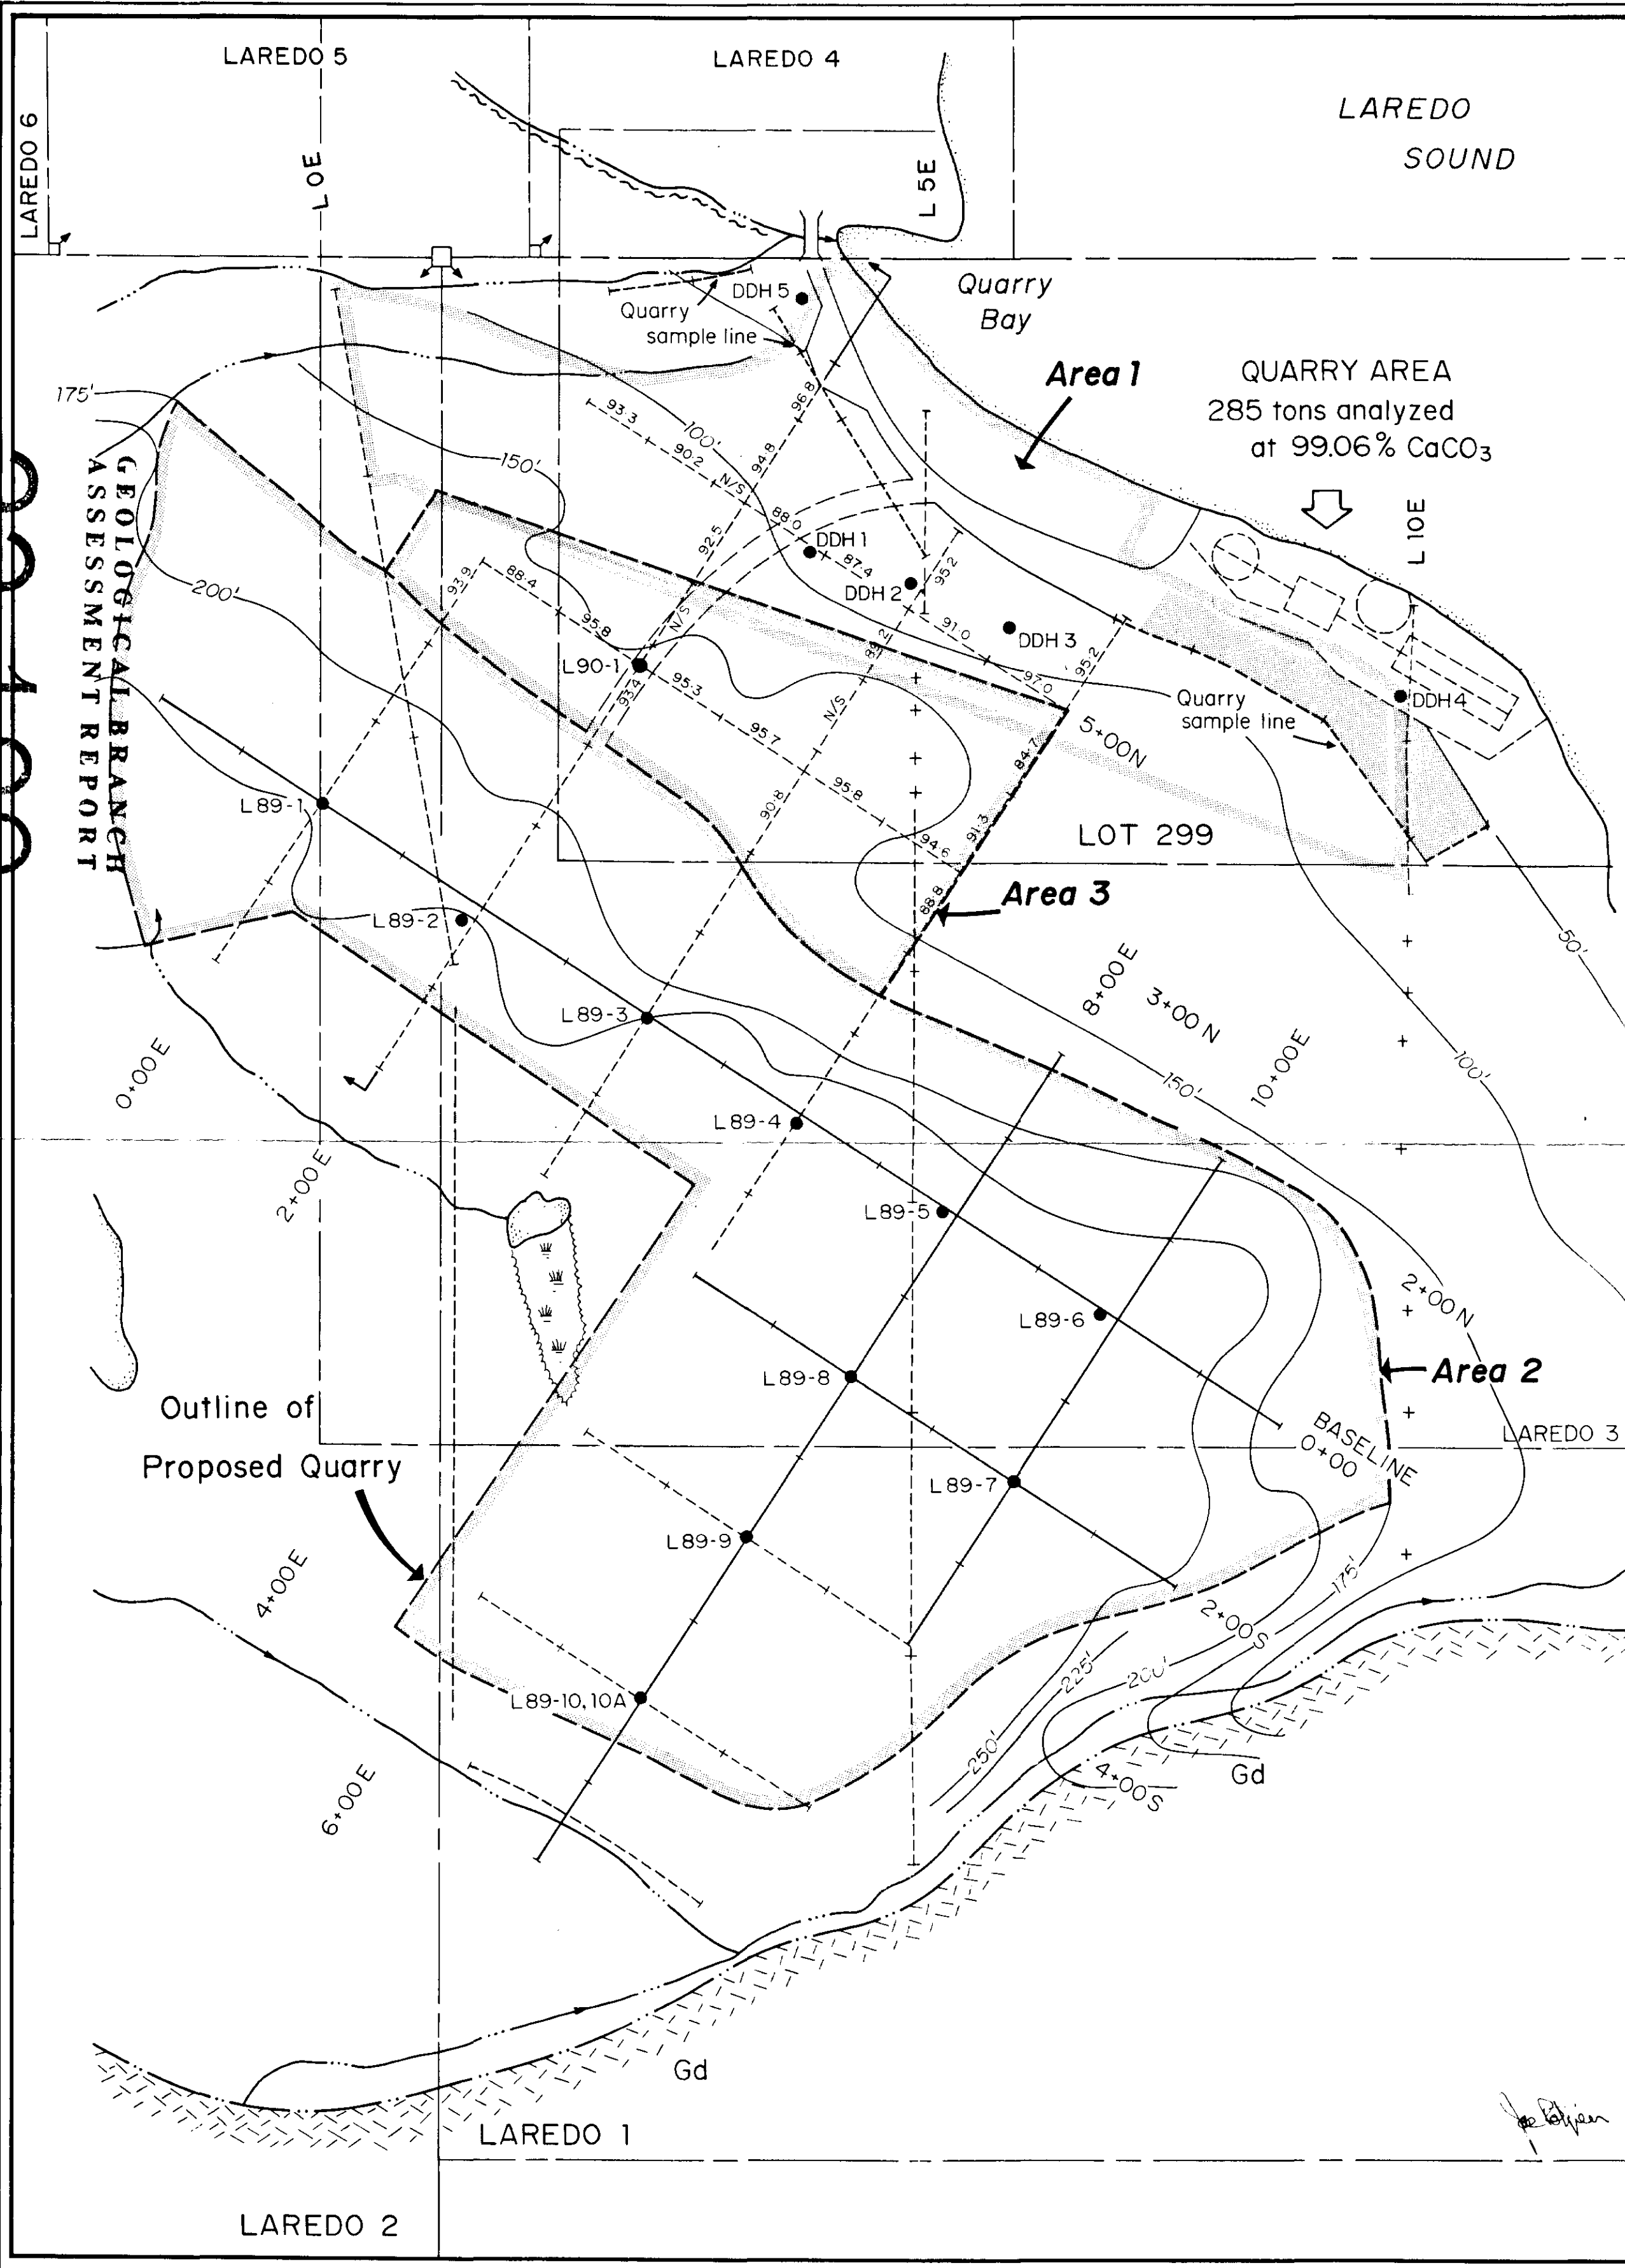 LAREDO 5
LAREDO 4
LAREDO
SOUND
LAREDO 6
L 0E
L 5E
DDH 5
Quarry
Bay
Quarry
sample line
Area 1
QUARRY AREA
285 tons analyzed
at 99.06% CaCO3
175'
93.3
100'
96.8
90.2
94.8
150'
N/S
88.0
92.5
L 10E
GEOLOGICAL BRANCH
ASSESSMENT REPORT
DDH 1
87.4
DDH 2
95.2
93.9
88.4
200'
95.8
N/S
91.0
DDH 3
89.2
95.2
L90-1
93.4
95.3
97.0
Quarry
sample line
DDH 4
N/S
95.7
5+00N
84.7
L89-1
90.8
95.8
91.3
94.6
LOT 299
88.8
Area 3
L89-2
50'
L89-3
8+00E
3+00N
0+00E
10+00E
100'
150'
L89-4
2+00E
L89-5
2+00N
L89-6
L89-8
Area 2
Outline of
Proposed Quarry
BASELINE
0+00
LAREDO 3
L89-7
L89-9
4+00E
175'
2+00S
225'
200'
L89-10,10A
250'
4+00S
Gd
6+00E
Gd
LAREDO 1
LAREDO 2